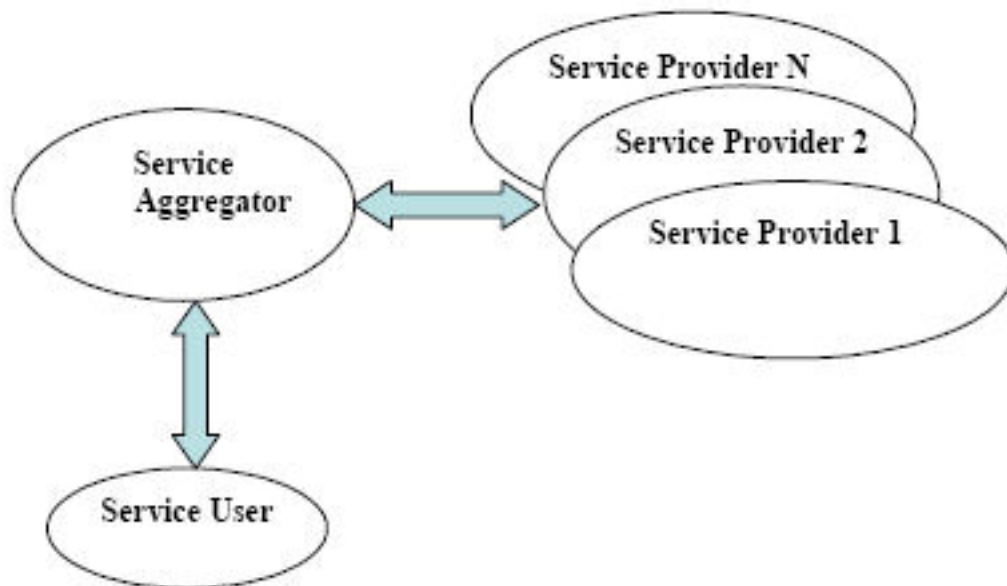 Service Provider N
Service Provider 2
Service
Aggregator
Service Provider 1
Service User